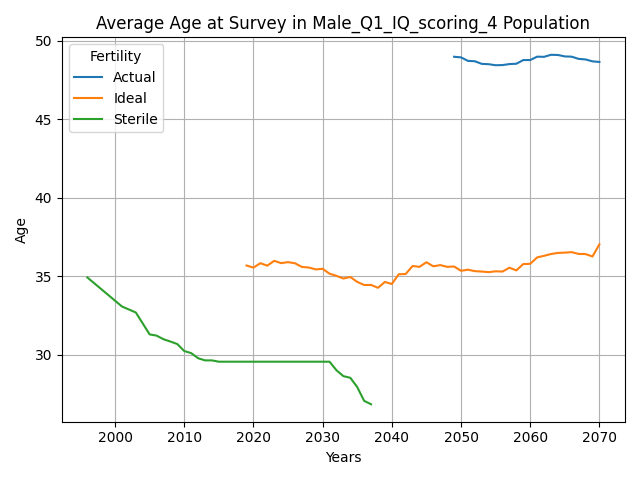 Average Age at Survey in Male_Q1_IQ_scoring_4 Population
50
45
40
35
30
Age
Fertility
Actual
Ideal
Sterile
2000 2010 2020 2030 2040 2050 2060 2070
Years